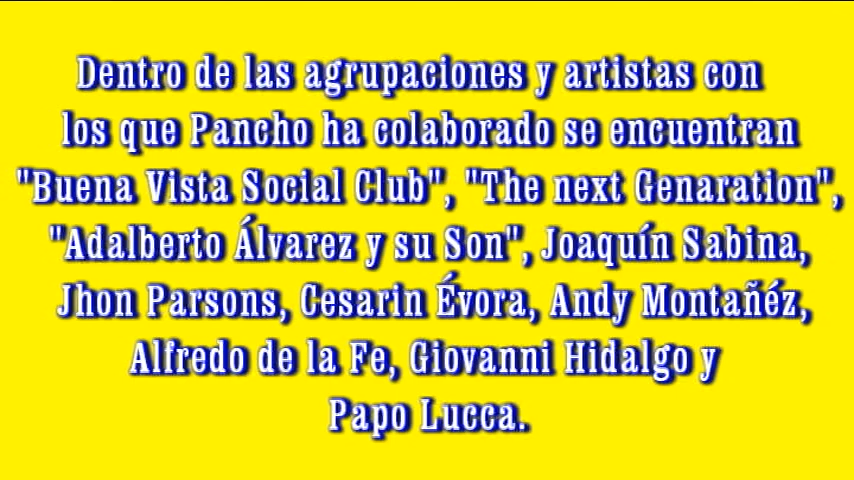 Dentro de las agrupaciones y artistas con
los que Pancho ha colaborado se encuentran
"Buena Vista Social Club", "The next Genaration",
"Adalberto Álvarez y su Son", Joaquín Sabina,
Jhon Parsons, Cesarin Évora, Andy Montañéz,
Alfredo de la Fe, Giovanni Hidalgo y
Papo Lucca.